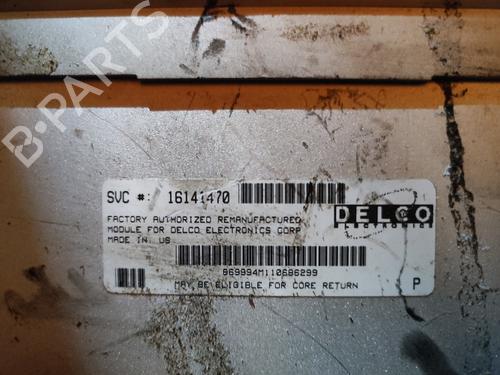 B-PARTS
SVC #: 16141470
FACTORY AUTHORIZED REMANUFACTURED
MODULE FOR DELCO ELECTRONICS CORP
MADE IN US
DELCO
ELECTRONICS
869994M110686299
MAY BE ELIGIBLE FOR CORE RETURN
P